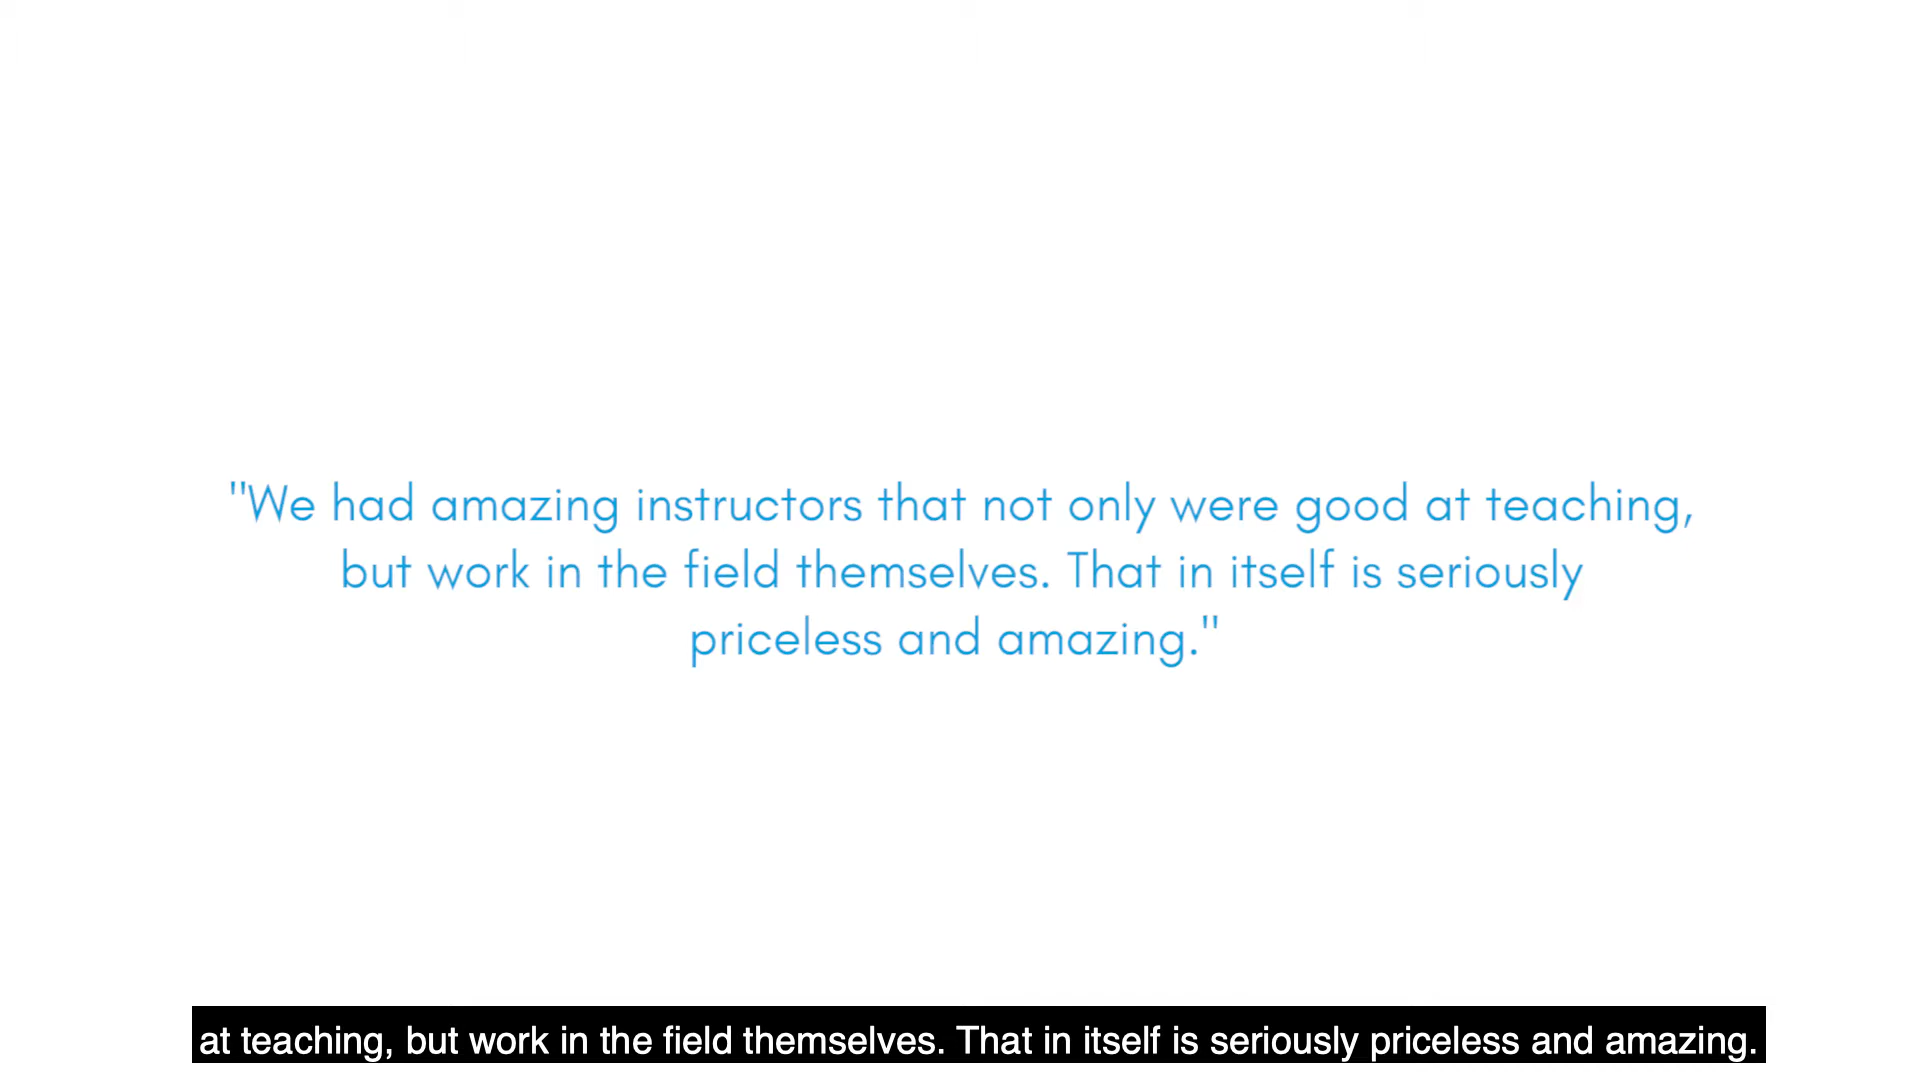 "We had amazing instructors that not only were good at teaching,
but work in the field themselves. That in itself is seriously
priceless and amazing."
at teaching, but work in the field themselves. That in itself is seriously priceless and amazing.